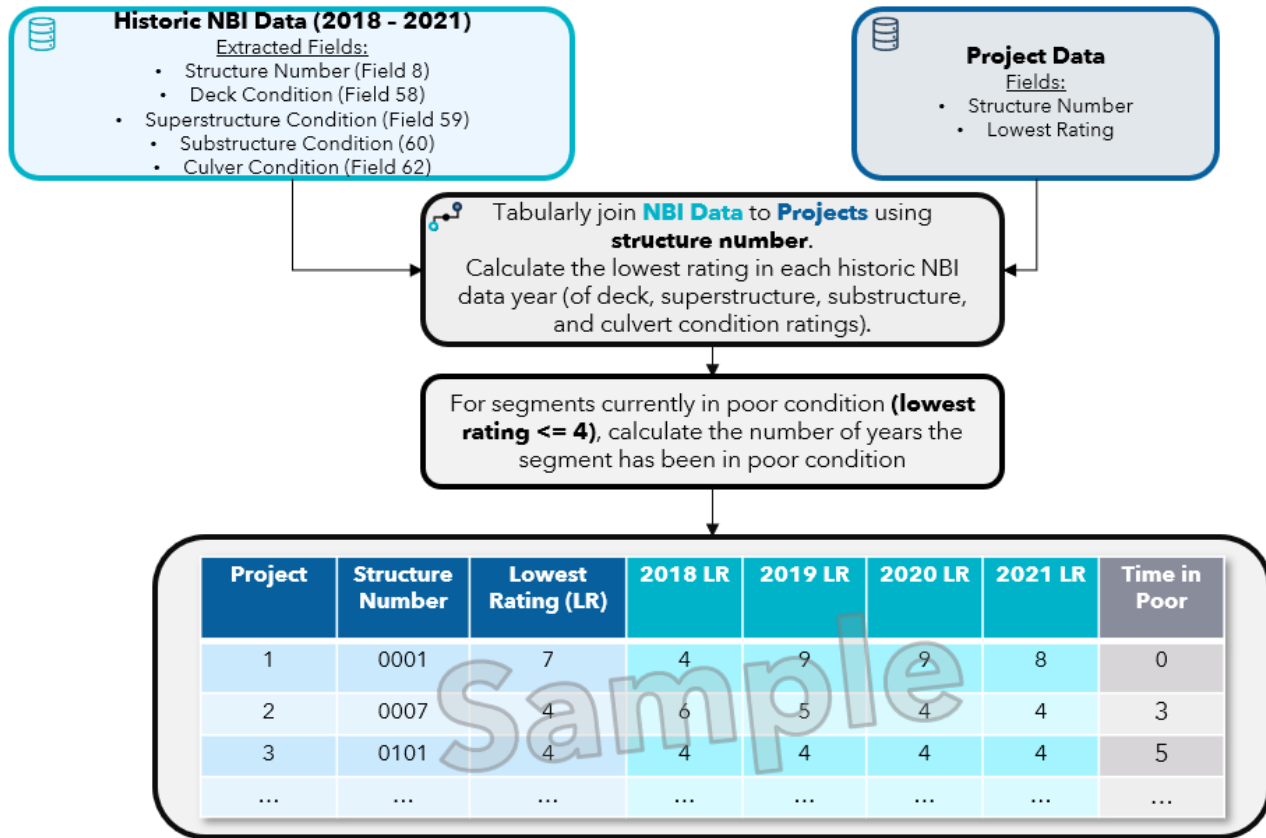 Historic NBI Data (2018 – 2021)
Extracted Fields:
• Structure Number (Field 8)
• Deck Condition (Field 58)
• Superstructure Condition (Field 59)
• Substructure Condition (60)
• Culver Condition (Field 62)
Project Data
Fields:
• Structure Number
• Lowest Rating
Tabularly join NBI Data to Projects using
structure number.
Calculate the lowest rating in each historic NBI
data year (of deck, superstructure, substructure,
and culvert condition ratings).
For segments currently in poor condition (lowest
rating <= 4), calculate the number of years the
segment has been in poor condition
Project Structure Number Lowest Rating (LR) 2018 LR 2019 LR 2020 LR 2021 LR Time in Poor
1 0001 7 4 9 9 8 0
2 0007 4 6 5 4 4 3
3 0101 4 4 4 4 4 5
... ... ... ... ... ... ... ...
Sample